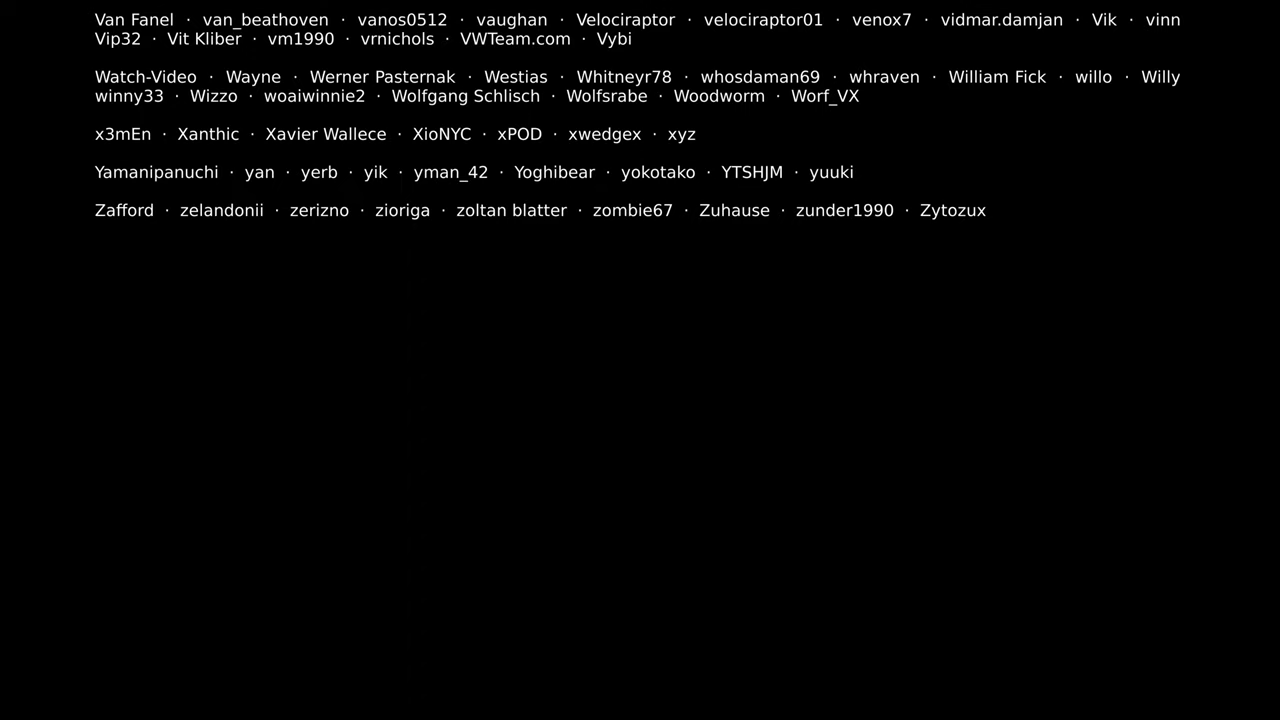 Van Fanel · van_beathoven · vanos0512 · vaughan · Velociraptor · velociraptor01 · venox7 · vidmar.damjan · Vik · vinn
Vip32 · Vit Kliber · vm1990 · vrnichols · VWTeam.com · Vybi
Watch-Video · Wayne · Werner Pasternak · Westias · Whitneyr78 · whosdaman69 · whraven · William Fick · willo · Willy
winny33 · Wizzo · woaiwinnie2 · Wolfgang Schlisch · Wolfsrabe · Woodworm · Worf_VX
x3mEn · Xanthic · Xavier Wallece · XioNYC · xPOD · xwedgex · xyz
Yamanipanuchi · yan · yerb · yik · yman_42 · Yoghibear · yokotako · YTSHJM · yuuki
Zafford · zelandonii · zerizno · zioriga · zoltan blatter · zombie67 · Zuhause · zunder1990 · Zytozux